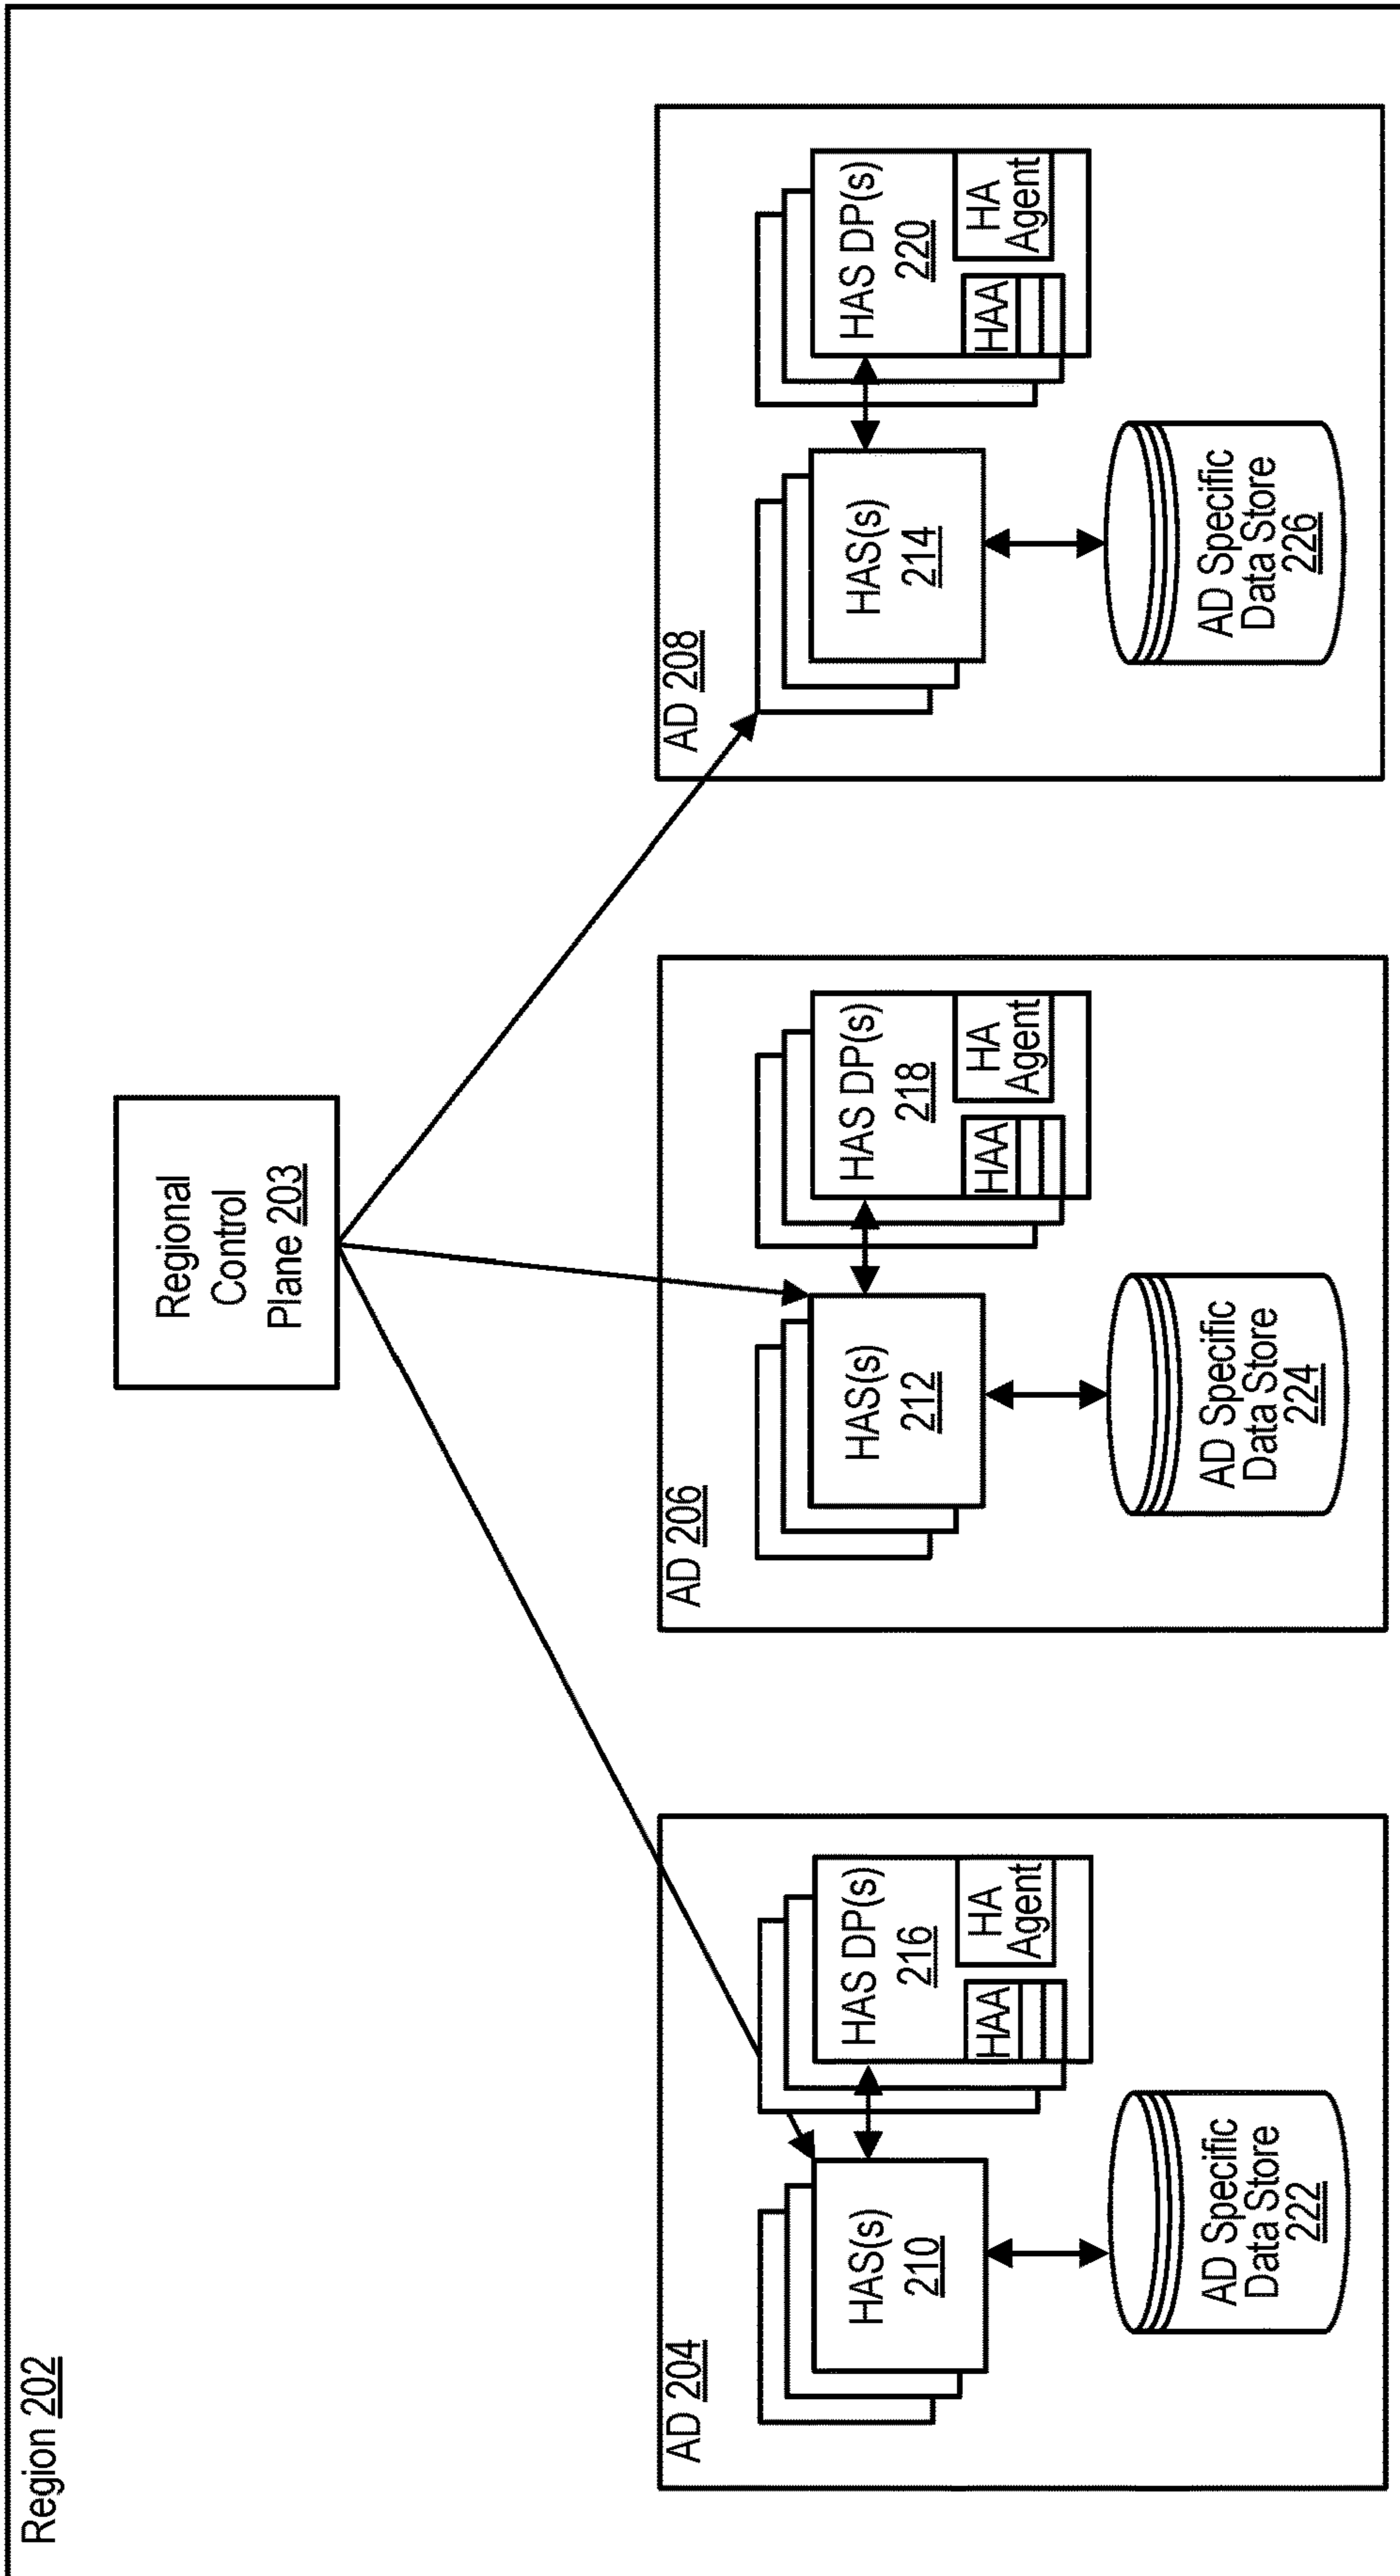 Region 202
Regional
Control
Plane 203
AD 204
HAS(s)
210
HAS DP(s)
216
HAA
HA
Agent
AD Specific
Data Store
222
AD 206
HAS(s)
212
HAS DP(s)
218
HAA
HA
Agent
AD Specific
Data Store
224
AD 208
HAS(s)
214
HAS DP(s)
220
HAA
HA
Agent
AD Specific
Data Store
226